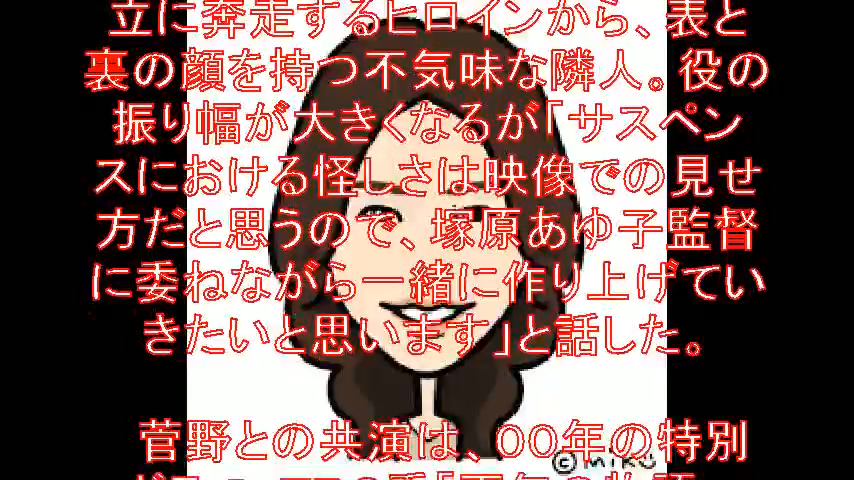 立に奔走するヒロインから、表と
裏の顔を持つ不気味な隣人。役の
振り幅が大きくなるが「サスペン
スにおける怪しさは映像での見せ
方だと思うので、塚原あゆ子監督
に委ねながら一緒に作り上げてい
きたいと思います」と話した。
菅野との共演は、００年の特別
©miku